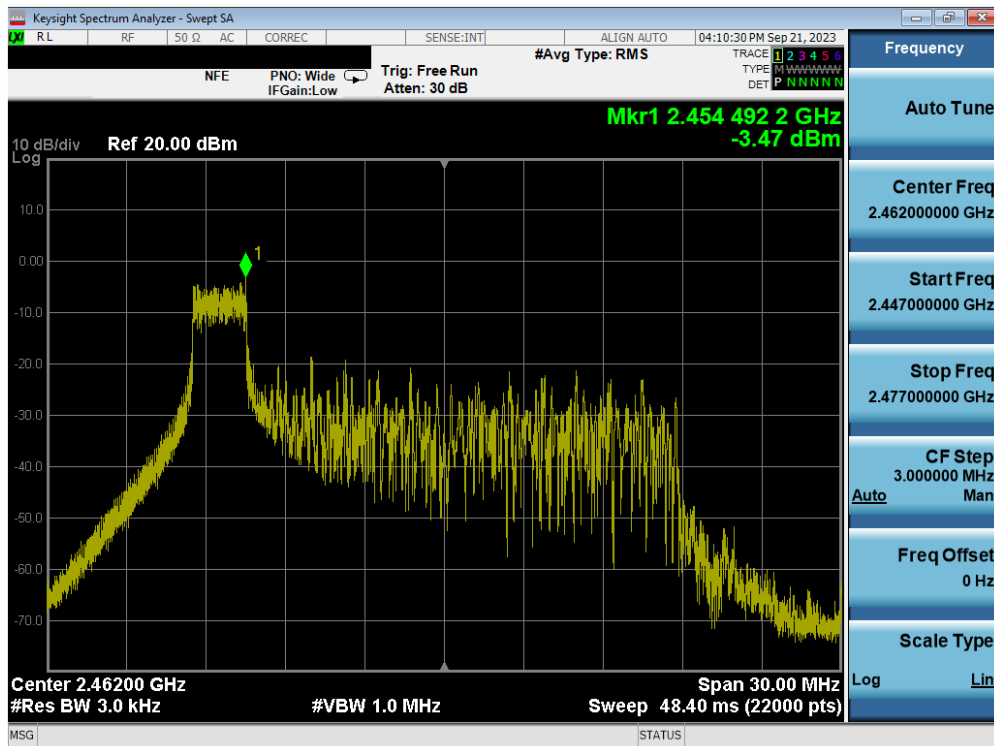 Keysight Spectrum Analyzer - Swept SA
LXI RL RF 50 Ω AC CORREC SENSE:INT ALIGN AUTO 04:10:30 PM Sep 21, 2023
NFE PNO: Wide Trig: Free Run #Avg Type: RMS TRACE 1 2 3 4 5 6
IFGain:Low Atten: 30 dB TYPE M W W W W W
DET P N N N N N
Mkr1 2.454 492 2 GHz
-3.47 dBm
10 dB/div Ref 20.00 dBm
Log
10.0
0.00
-10.0
-20.0
-30.0
-40.0
-50.0
-60.0
-70.0
1
Center 2.46200 GHz Span 30.00 MHz
#Res BW 3.0 kHz #VBW 1.0 MHz Sweep 48.40 ms (22000 pts)
MSG STATUS
Frequency
Auto Tune
Center Freq
2.462000000 GHz
Start Freq
2.447000000 GHz
Stop Freq
2.477000000 GHz
CF Step
3.000000 MHz
Auto Man
Freq Offset
0 Hz
Scale Type
Log Lin